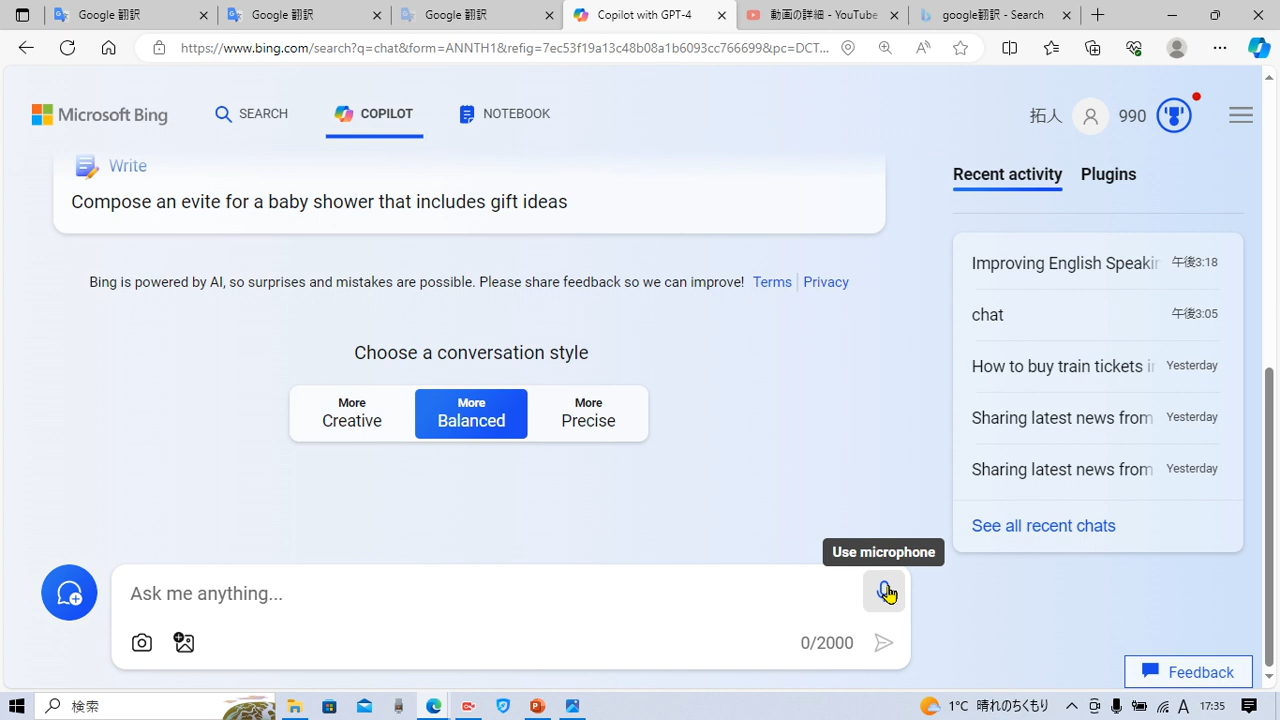 Google 翻訳
Google 翻訳
Google 翻訳
Copilot with GPT-4
動画の詳細 - YouTube
google翻訳 - Search
https://www.bing.com/search?q=chat&form=ANNTH1&refig=77c53f19a13c48b08a1b6093cc766699&pc=DCT...
Microsoft Bing
SEARCH
COPILOT
NOTEBOOK
拓人
990
Write
Compose an evite for a baby shower that includes gift ideas
Bing is powered by AI, so surprises and mistakes are possible. Please share feedback so we can improve! Terms Privacy
Choose a conversation style
More Creative
More Balanced
More Precise
Recent activity
Plugins
Improving English Speakin 午後3:18
chat 午後3:05
How to buy train tickets in Yesterday
Sharing latest news from Yesterday
Sharing latest news from Yesterday
See all recent chats
Use microphone
Ask me anything...
0/2000
Feedback
検索
1°C 晴れのちくもり
A
17:35